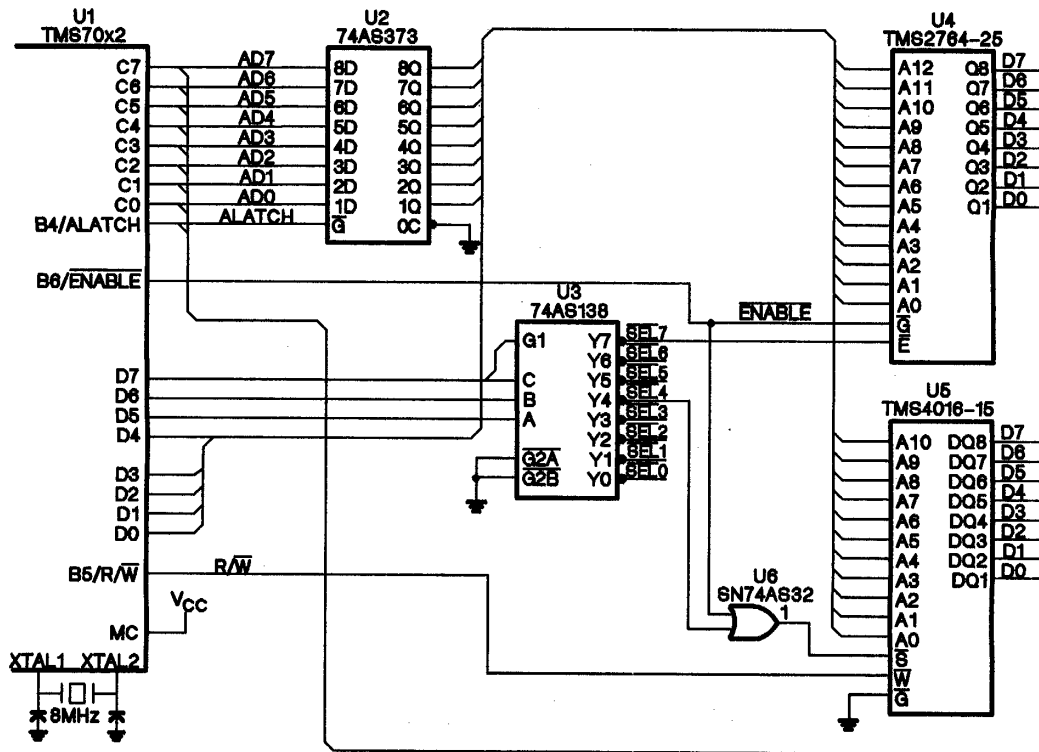 U1
TMS70x2
C7
C6
C5
C4
C3
C2
C1
C0
B4/ALATCH
B6/ENABLE
D7
D6
D5
D4
D3
D2
D1
D0
B5/R/W
MC
VCC
XTAL1 XTAL2
8MHz
AD7
AD6
AD5
AD4
AD3
AD2
AD1
AD0
ALATCH
R/W
U2
74AS373
8D 8Q
7D 7Q
6D 6Q
5D 5Q
4D 4Q
3D 3Q
2D 2Q
1D 1Q
G OC
U3
74AS138
G1
C
B
A
G2A
G2B
Y7 SEL7
Y6 SEL6
Y5 SEL5
Y4 SEL4
Y3 SEL3
Y2 SEL2
Y1 SEL1
Y0 SEL0
ENABLE
U6
SN74AS32
1
U4
TMS2764-25
A12 Q8 D7
A11 Q7 D6
A10 Q6 D5
A9 Q5 D4
A8 Q4 D3
A7 Q3 D2
A6 Q2 D1
A5 Q1 D0
A4
A3
A2
A1
A0
G
E
U5
TMS4016-15
A10 DQ8 D7
A9 DQ7 D6
A8 DQ6 D5
A7 DQ5 D4
A6 DQ4 D3
A5 DQ3 D2
A4 DQ2 D1
A3 DQ1 D0
A2
A1
A0
S
W
G